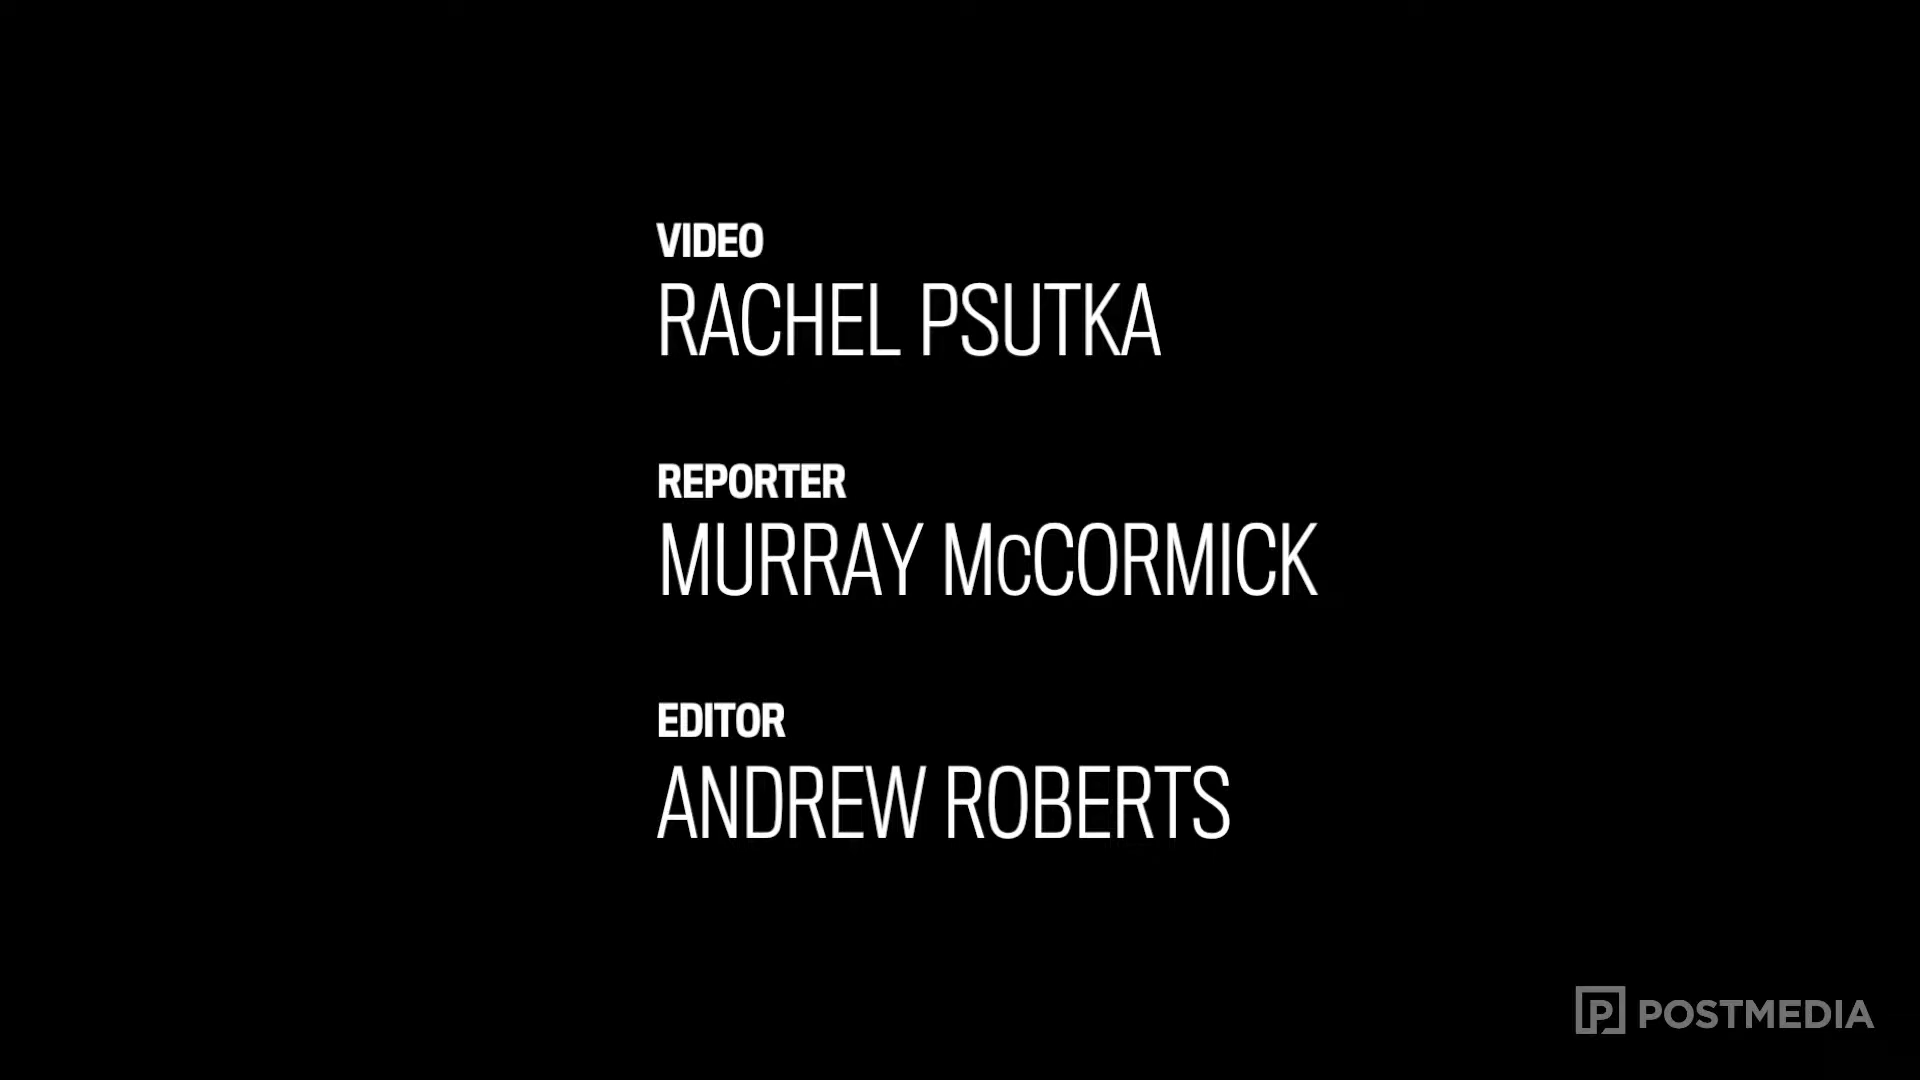 VIDEO
RACHEL PSUTKA
REPORTER
MURRAY McCORMICK
EDITOR
ANDREW ROBERTS
P POSTMEDIA